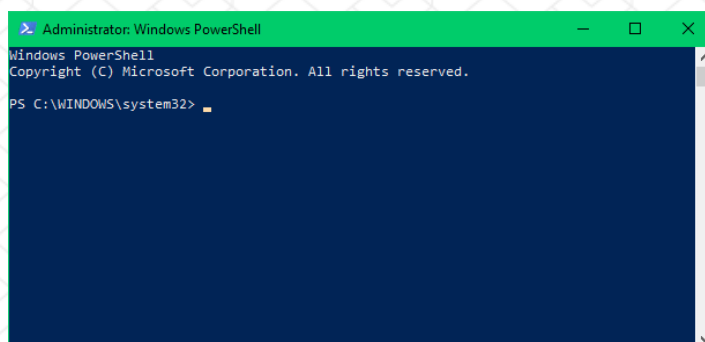 Administrator: Windows PowerShell
Windows PowerShell
Copyright (C) Microsoft Corporation. All rights reserved.
PS C:\WINDOWS\system32>